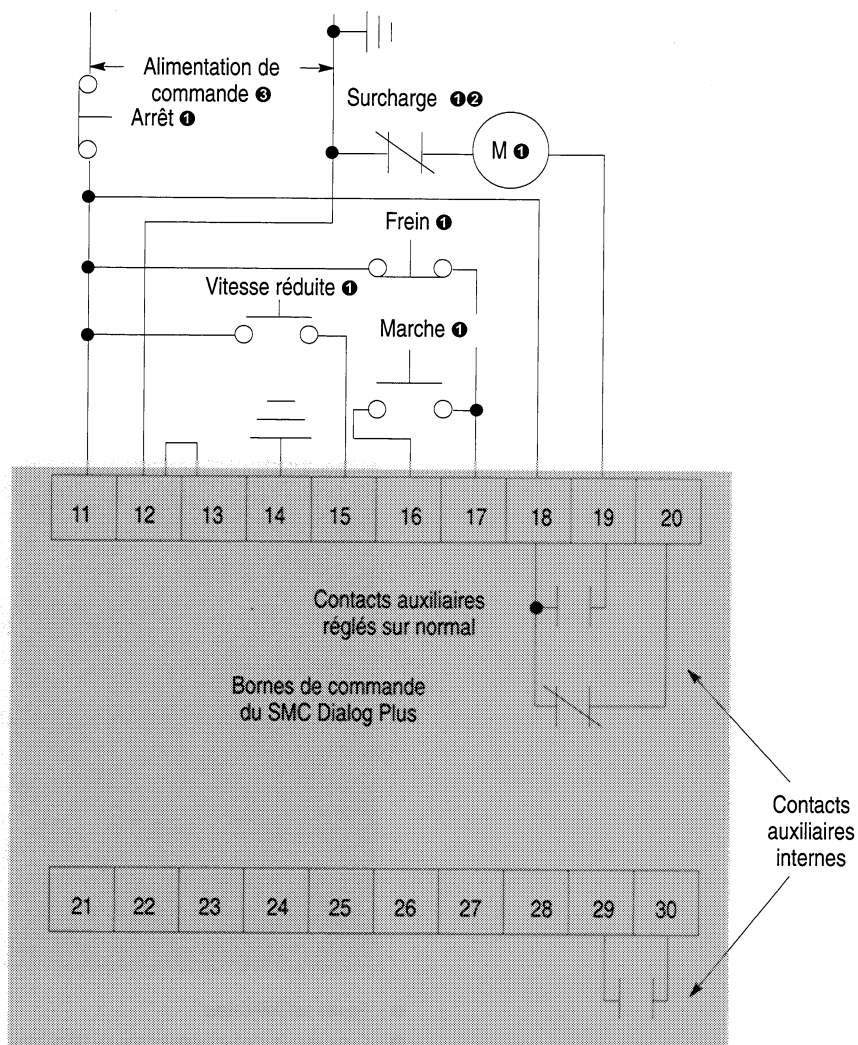 Alimentation de
commande ❸
Arrêt ❶
Surcharge ❶❷
M ❶
Frein ❶
Vitesse réduite ❶
Marche ❶
11 12 13 14 15 16 17 18 19 20
Contacts auxiliaires
réglés sur normal
Bornes de commande
du SMC Dialog Plus
Contacts
auxiliaires
internes
21 22 23 24 25 26 27 28 29 30